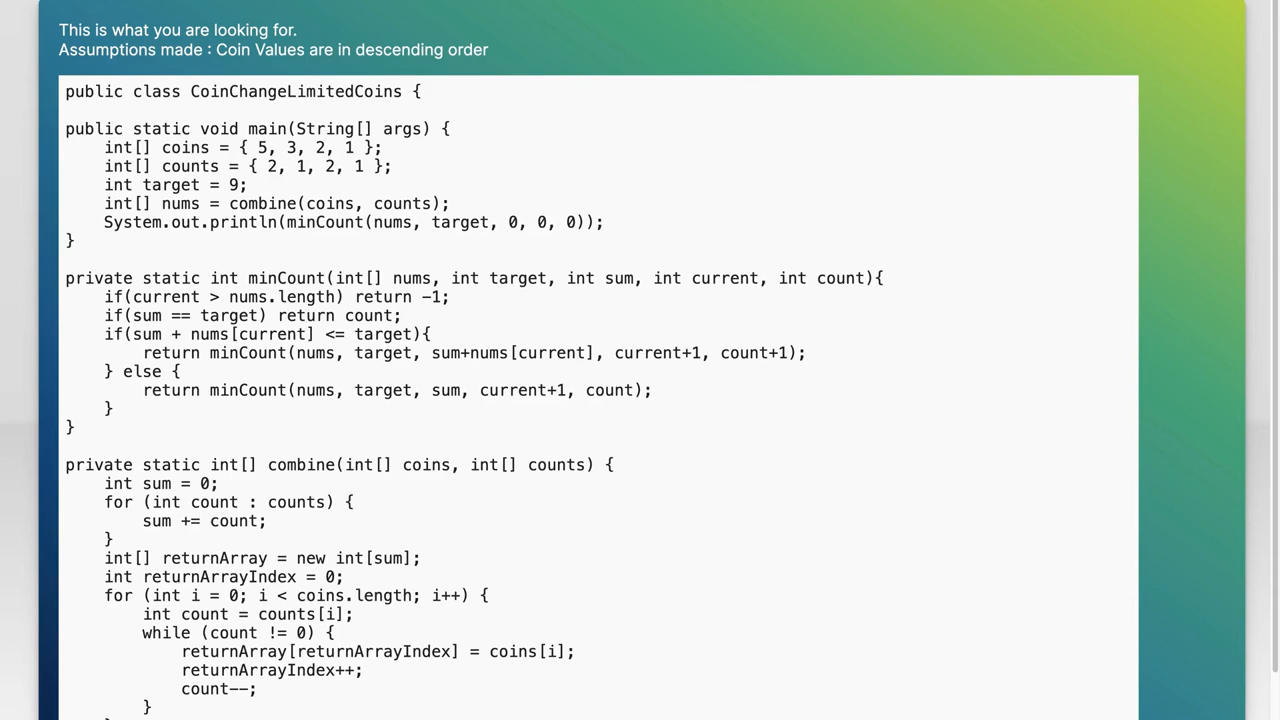 This is what you are looking for.
Assumptions made : Coin Values are in descending order
public class CoinChangeLimitedCoins {
public static void main(String[] args) {
    int[] coins = { 5, 3, 2, 1 };
    int[] counts = { 2, 1, 2, 1 };
    int target = 9;
    int[] nums = combine(coins, counts);
    System.out.println(minCount(nums, target, 0, 0, 0));
}
private static int minCount(int[] nums, int target, int sum, int current, int count){
    if(current > nums.length) return -1;
    if(sum == target) return count;
    if(sum + nums[current] <= target){
        return minCount(nums, target, sum+nums[current], current+1, count+1);
    } else {
        return minCount(nums, target, sum, current+1, count);
    }
}
private static int[] combine(int[] coins, int[] counts) {
    int sum = 0;
    for (int count : counts) {
        sum += count;
    }
    int[] returnArray = new int[sum];
    int returnArrayIndex = 0;
    for (int i = 0; i < coins.length; i++) {
        int count = counts[i];
        while (count != 0) {
            returnArray[returnArrayIndex] = coins[i];
            returnArrayIndex++;
            count--;
        }